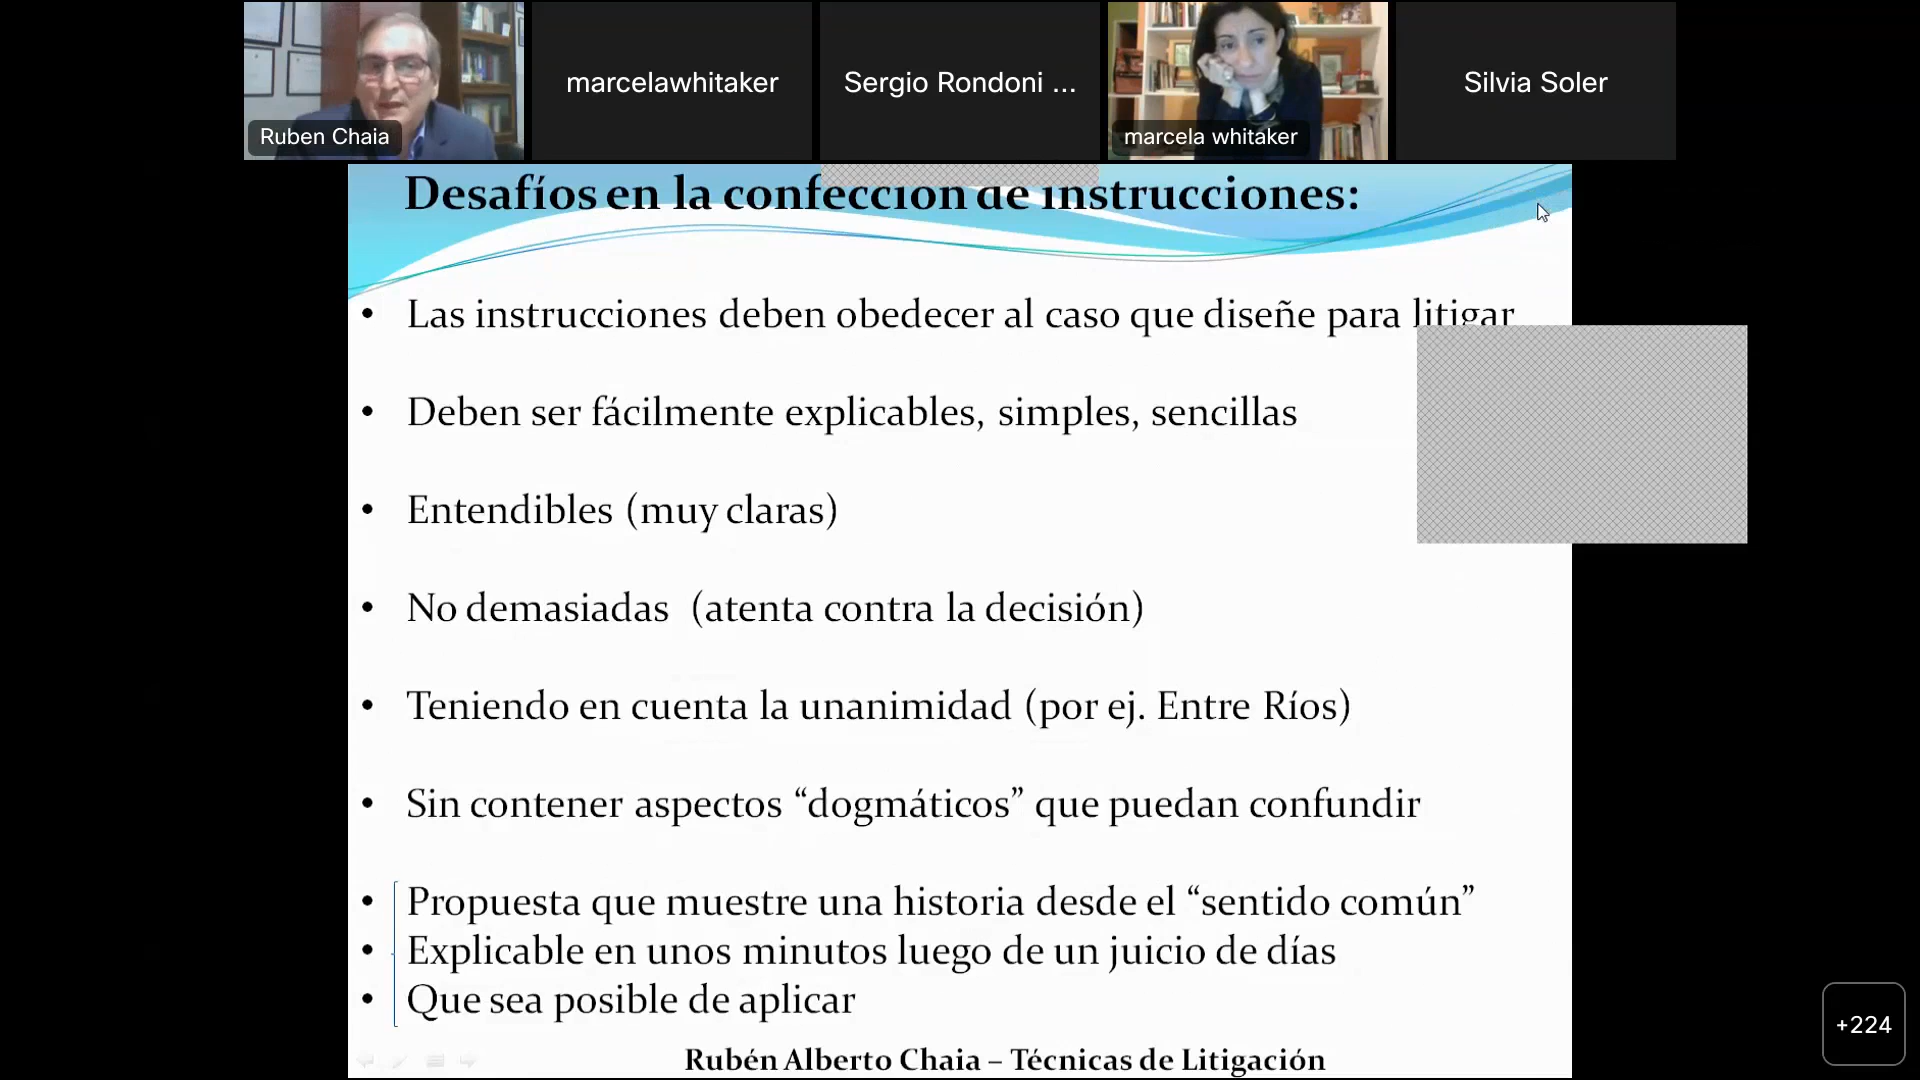 marcelawhitaker
Sergio Rondoni ...
Silvia Soler
Ruben Chaia
marcela whitaker
Desafíos en la confección de instrucciones:
• Las instrucciones deben obedecer al caso que diseñe para litigar
• Deben ser fácilmente explicables, simples, sencillas
• Entendibles (muy claras)
• No demasiadas (atenta contra la decisión)
• Teniendo en cuenta la unanimidad (por ej. Entre Ríos)
• Sin contener aspectos “dogmáticos” que puedan confundir
• Propuesta que muestre una historia desde el “sentido común”
• Explicable en unos minutos luego de un juicio de días
• Que sea posible de aplicar
+224
Rubén Alberto Chaia – Técnicas de Litigación